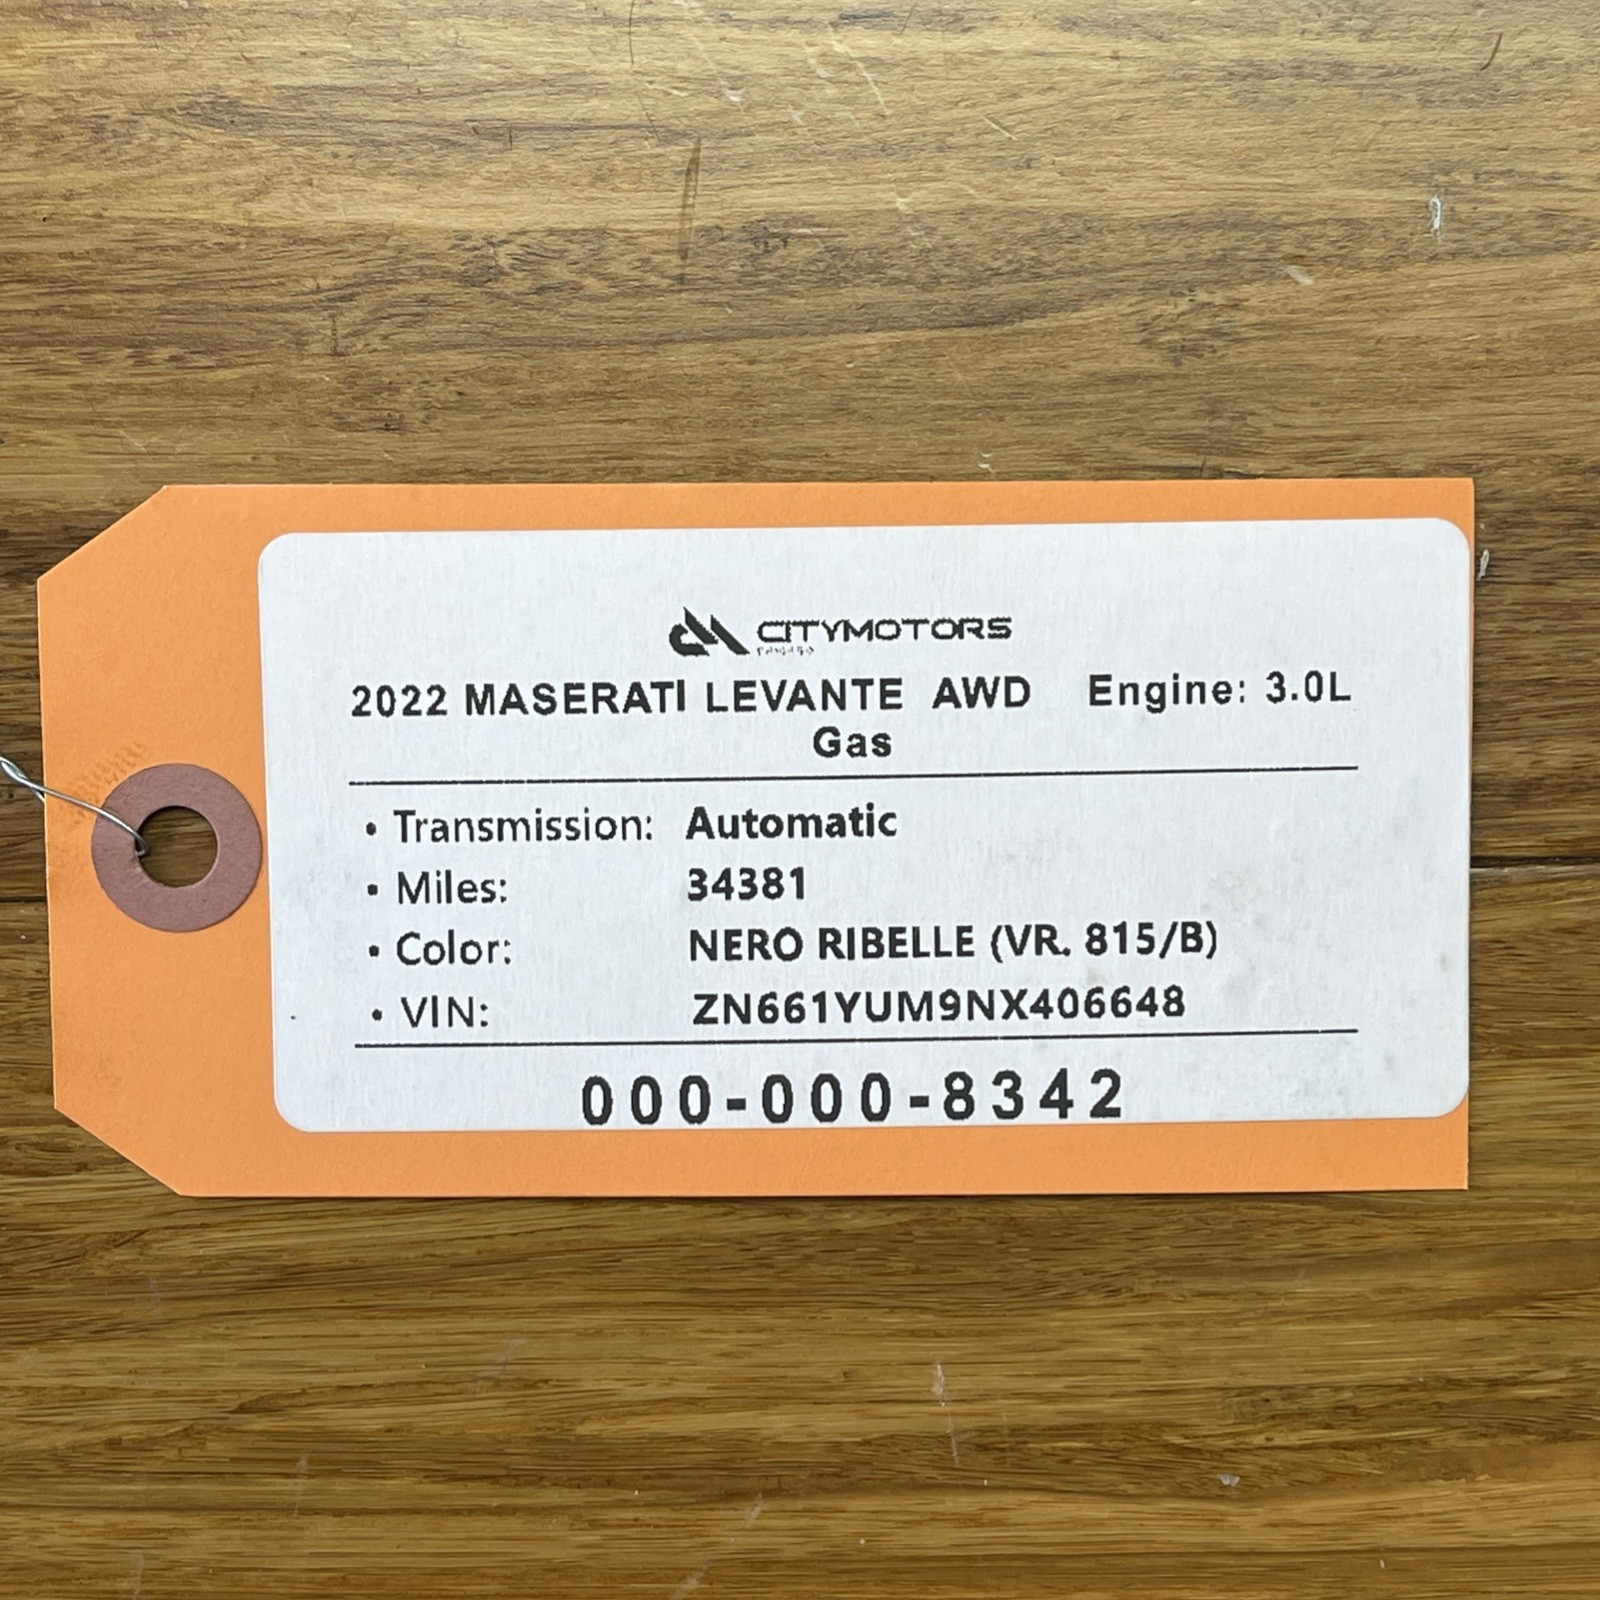 CITYMOTORS
2022 MASERATI LEVANTE AWD Engine: 3.0L
Gas
• Transmission: Automatic
• Miles: 34381
• Color: NERO RIBELLE (VR. 815/B)
• VIN: ZN661YUM9NX406648
000-000-8342